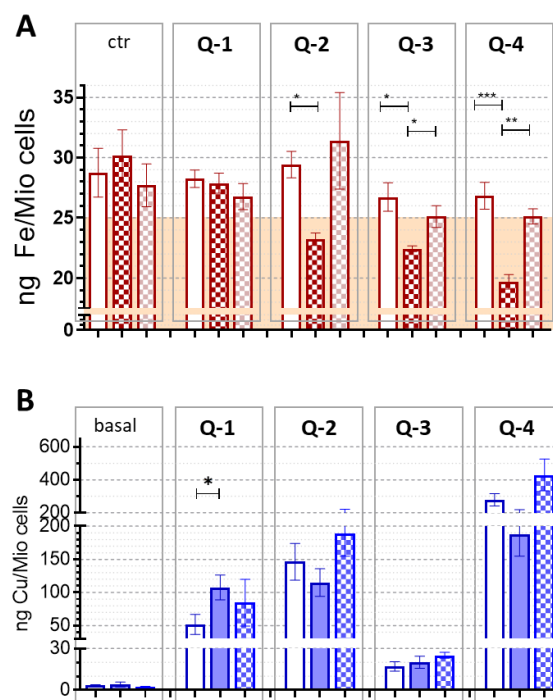 A
ctr
Q-1
Q-2
Q-3
Q-4
ng Fe/Mio cells
35
30
25
20
0
*
*
*
***
**
B
basal
Q-1
Q-2
Q-3
Q-4
ng Cu/Mio cells
600
400
200
200
150
100
50
30
0
*